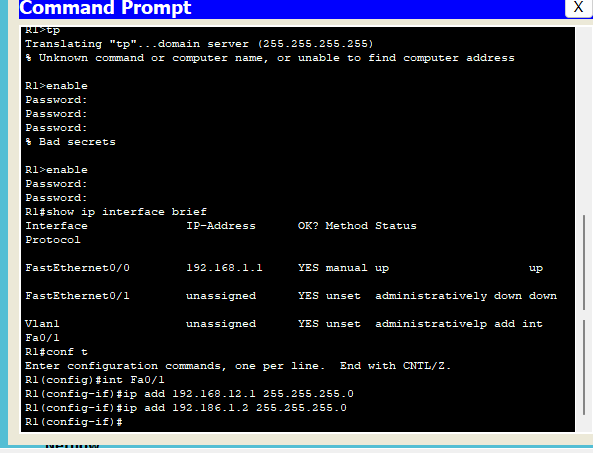 Command Prompt
X
R1>tp
Translating "tp"...domain server (255.255.255.255)
% Unknown command or computer name, or unable to find computer address
R1>enable
Password:
Password:
Password:
% Bad secrets
R1>enable
Password:
Password:
R1#show ip interface brief
Interface IP-Address OK? Method Status
Protocol
FastEthernet0/0 192.168.1.1 YES manual up up
FastEthernet0/1 unassigned YES unset administratively down down
Vlan1 unassigned YES unset administrativelp add int
Fa0/1
R1#conf t
Enter configuration commands, one per line. End with CNTL/Z.
R1(config)#int Fa0/1
R1(config-if)#ip add 192.168.12.1 255.255.255.0
R1(config-if)#ip add 192.186.1.2 255.255.255.0
R1(config-if)#